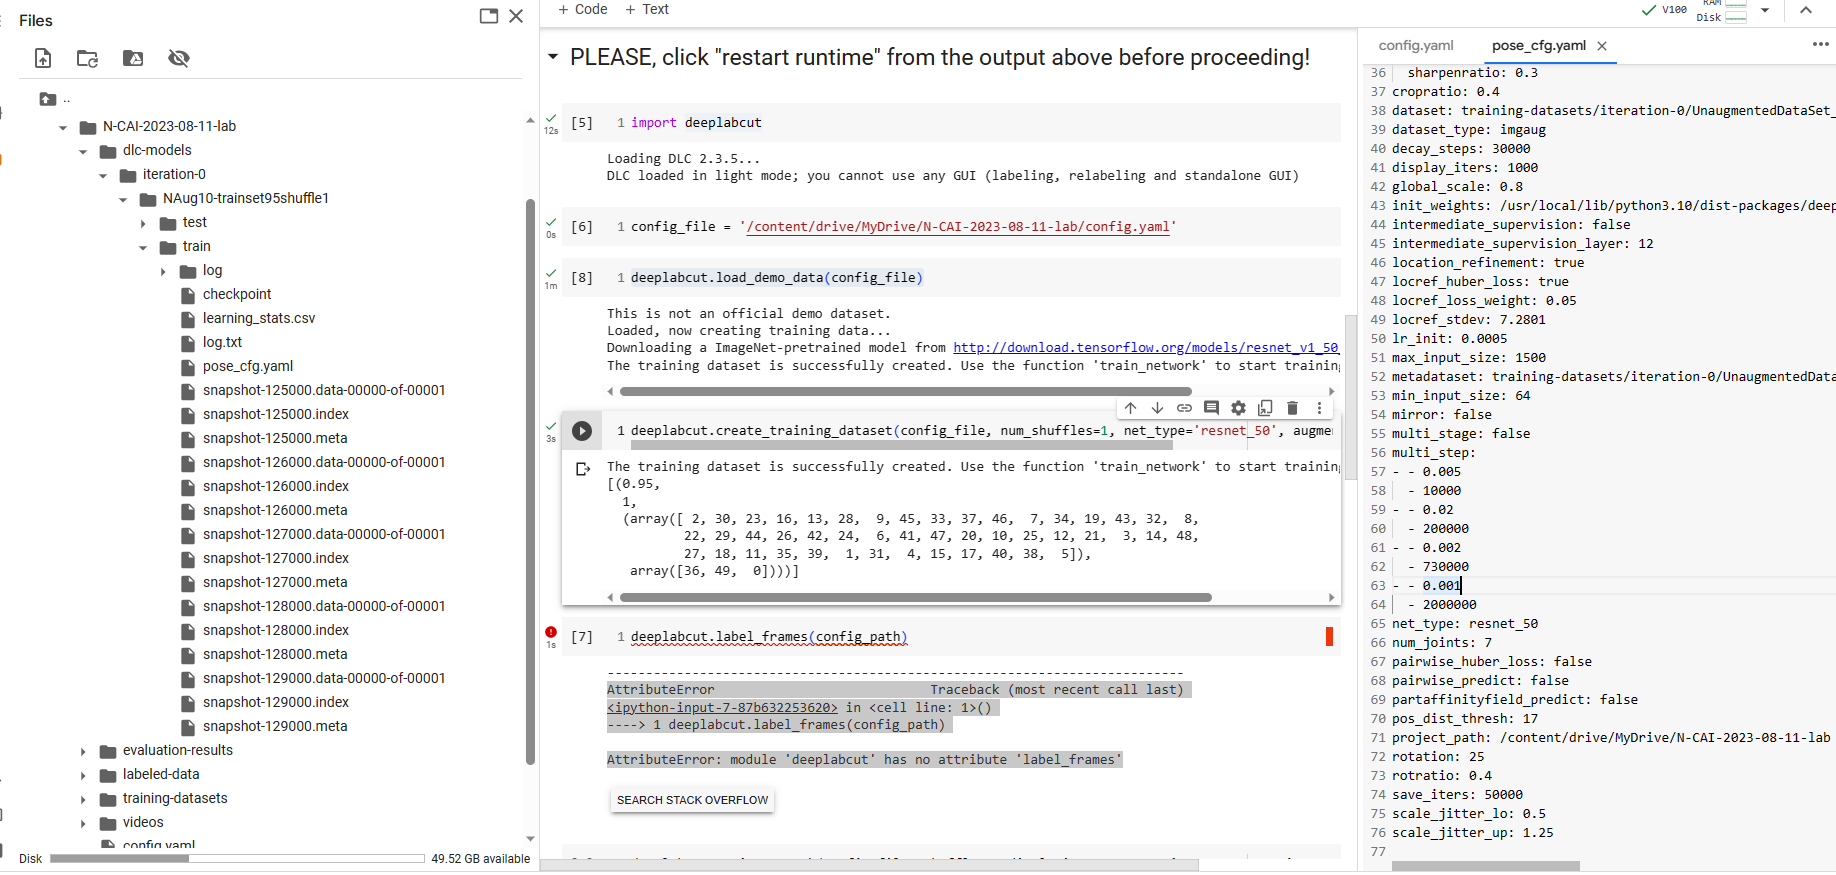 Files
..
N-CAI-2023-08-11-lab
dlc-models
iteration-0
NAug10-trainset95shuffle1
test
train
log
checkpoint
learning_stats.csv
log.txt
pose_cfg.yaml
snapshot-125000.data-00000-of-00001
snapshot-125000.index
snapshot-125000.meta
snapshot-126000.data-00000-of-00001
snapshot-126000.index
snapshot-126000.meta
snapshot-127000.data-00000-of-00001
snapshot-127000.index
snapshot-127000.meta
snapshot-128000.data-00000-of-00001
snapshot-128000.index
snapshot-128000.meta
snapshot-129000.data-00000-of-00001
snapshot-129000.index
snapshot-129000.meta
evaluation-results
labeled-data
training-datasets
videos
config.yaml
Disk 49.52 GB available
+ Code + Text
V100 RAM
Disk
PLEASE, click "restart runtime" from the output above before proceeding!
12s [5] 1 import deeplabcut
Loading DLC 2.3.5...
DLC loaded in light mode; you cannot use any GUI (labeling, relabeling and standalone GUI)
0s [6] 1 config_file = '/content/drive/MyDrive/N-CAI-2023-08-11-lab/config.yaml'
1m [8] 1 deeplabcut.load_demo_data(config_file)
This is not an official demo dataset.
Loaded, now creating training data...
Downloading a ImageNet-pretrained model from http://download.tensorflow.org/models/resnet_v1_50_
The training dataset is successfully created. Use the function 'train_network' to start training
3s 1 deeplabcut.create_training_dataset(config_file, num_shuffles=1, net_type='resnet_50', augme
The training dataset is successfully created. Use the function 'train_network' to start training
[(0.95,
1,
(array([ 2, 30, 23, 16, 13, 28, 9, 45, 33, 37, 46, 7, 34, 19, 43, 32, 8,
22, 29, 44, 26, 42, 24, 6, 41, 47, 20, 10, 25, 12, 21, 3, 14, 48,
27, 18, 11, 35, 39, 1, 31, 4, 15, 17, 40, 38, 5]),
array([36, 49, 0])))]
1s [7] 1 deeplabcut.label_frames(config_path)
---------------------------------------------------------------------------
AttributeError Traceback (most recent call last)
<ipython-input-7-87b632253620> in <cell line: 1>()
----> 1 deeplabcut.label_frames(config_path)
AttributeError: module 'deeplabcut' has no attribute 'label_frames'
SEARCH STACK OVERFLOW
config.yaml pose_cfg.yaml
36 sharpenratio: 0.3
37 cropratio: 0.4
38 dataset: training-datasets/iteration-0/UnaugmentedDataSet_
39 dataset_type: imgaug
40 decay_steps: 30000
41 display_iters: 1000
42 global_scale: 0.8
43 init_weights: /usr/local/lib/python3.10/dist-packages/deep
44 intermediate_supervision: false
45 intermediate_supervision_layer: 12
46 location_refinement: true
47 locref_huber_loss: true
48 locref_loss_weight: 0.05
49 locref_stdev: 7.2801
50 lr_init: 0.0005
51 max_input_size: 1500
52 metadataset: training-datasets/iteration-0/UnaugmentedData
53 min_input_size: 64
54 mirror: false
55 multi_stage: false
56 multi_step:
57 - - 0.005
58 - 10000
59 - - 0.02
60 - 200000
61 - - 0.002
62 - 730000
63 - - 0.001
64 - 2000000
65 net_type: resnet_50
66 num_joints: 7
67 pairwise_huber_loss: false
68 pairwise_predict: false
69 partaffinityfield_predict: false
70 pos_dist_thresh: 17
71 project_path: /content/drive/MyDrive/N-CAI-2023-08-11-lab
72 rotation: 25
73 rotratio: 0.4
74 save_iters: 50000
75 scale_jitter_lo: 0.5
76 scale_jitter_up: 1.25
77